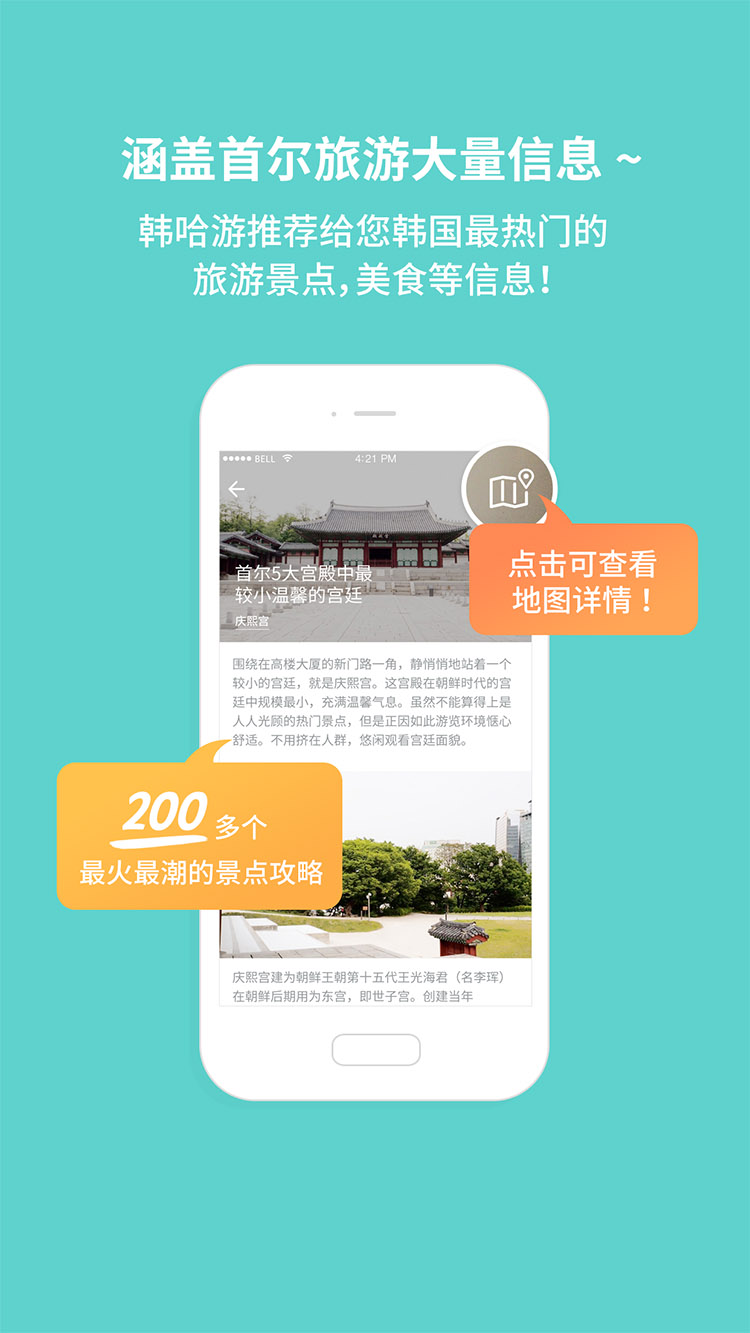 涵盖首尔旅游大量信息 ~
韩哈游推荐给您韩国最热门的
旅游景点，美食等信息！
BELL
4:21 PM
首尔5大宫殿中最
较小温馨的宫廷
庆熙宫
点击可查看
地图详情！
围绕在高楼大厦的新门路一角，静悄悄地站着一个
较小的宫廷，就是庆熙宫。这宫殿在朝鲜时代的宫
廷中规模最小，充满温馨气息。虽然不能算得上是
人人光顾的热门景点，但是正因如此游览环境惬心
舒适。不用挤在人群，悠闲观看宫廷面貌。
200多个
最火最潮的景点攻略
庆熙宫建为朝鲜王朝第十五代王光海君（名李珲）
在朝鲜后期用为东宫，即世子宫。创建当年